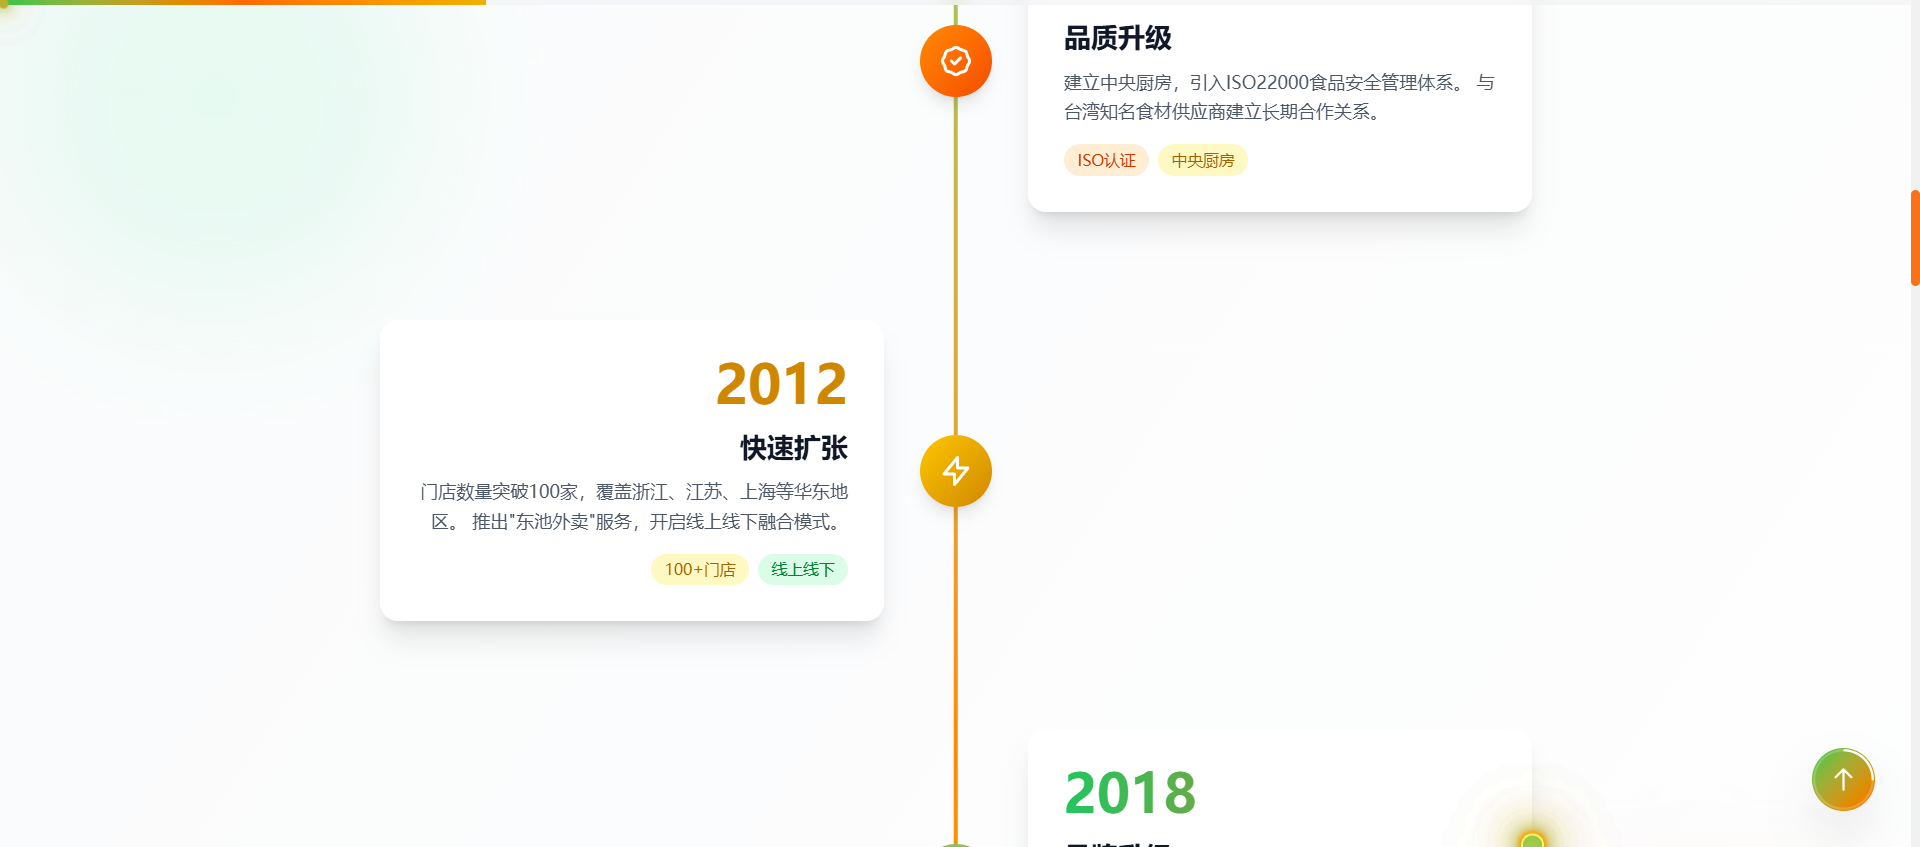 品质升级
建立中央厨房，引入ISO22000食品安全管理体系。 与
台湾知名食材供应商建立长期合作关系。
ISO认证 中央厨房
2012
快速扩张
门店数量突破100家，覆盖浙江、江苏、上海等华东地
区。 推出"东池外卖"服务，开启线上线下融合模式。
100+门店 线上线下
2018